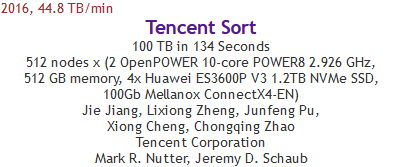 2016, 44.8 TB/min
Tencent Sort
100 TB in 134 Seconds
512 nodes x (2 OpenPOWER 10-core POWER8 2.926 GHz,
512 GB memory, 4x Huawei ES3600P V3 1.2TB NVMe SSD,
100Gb Mellanox ConnectX4-EN)
Jie Jiang, Lixiong Zheng, Junfeng Pu,
Xiong Cheng, Chongqing Zhao
Tencent Corporation
Mark R. Nutter, Jeremy D. Schaub